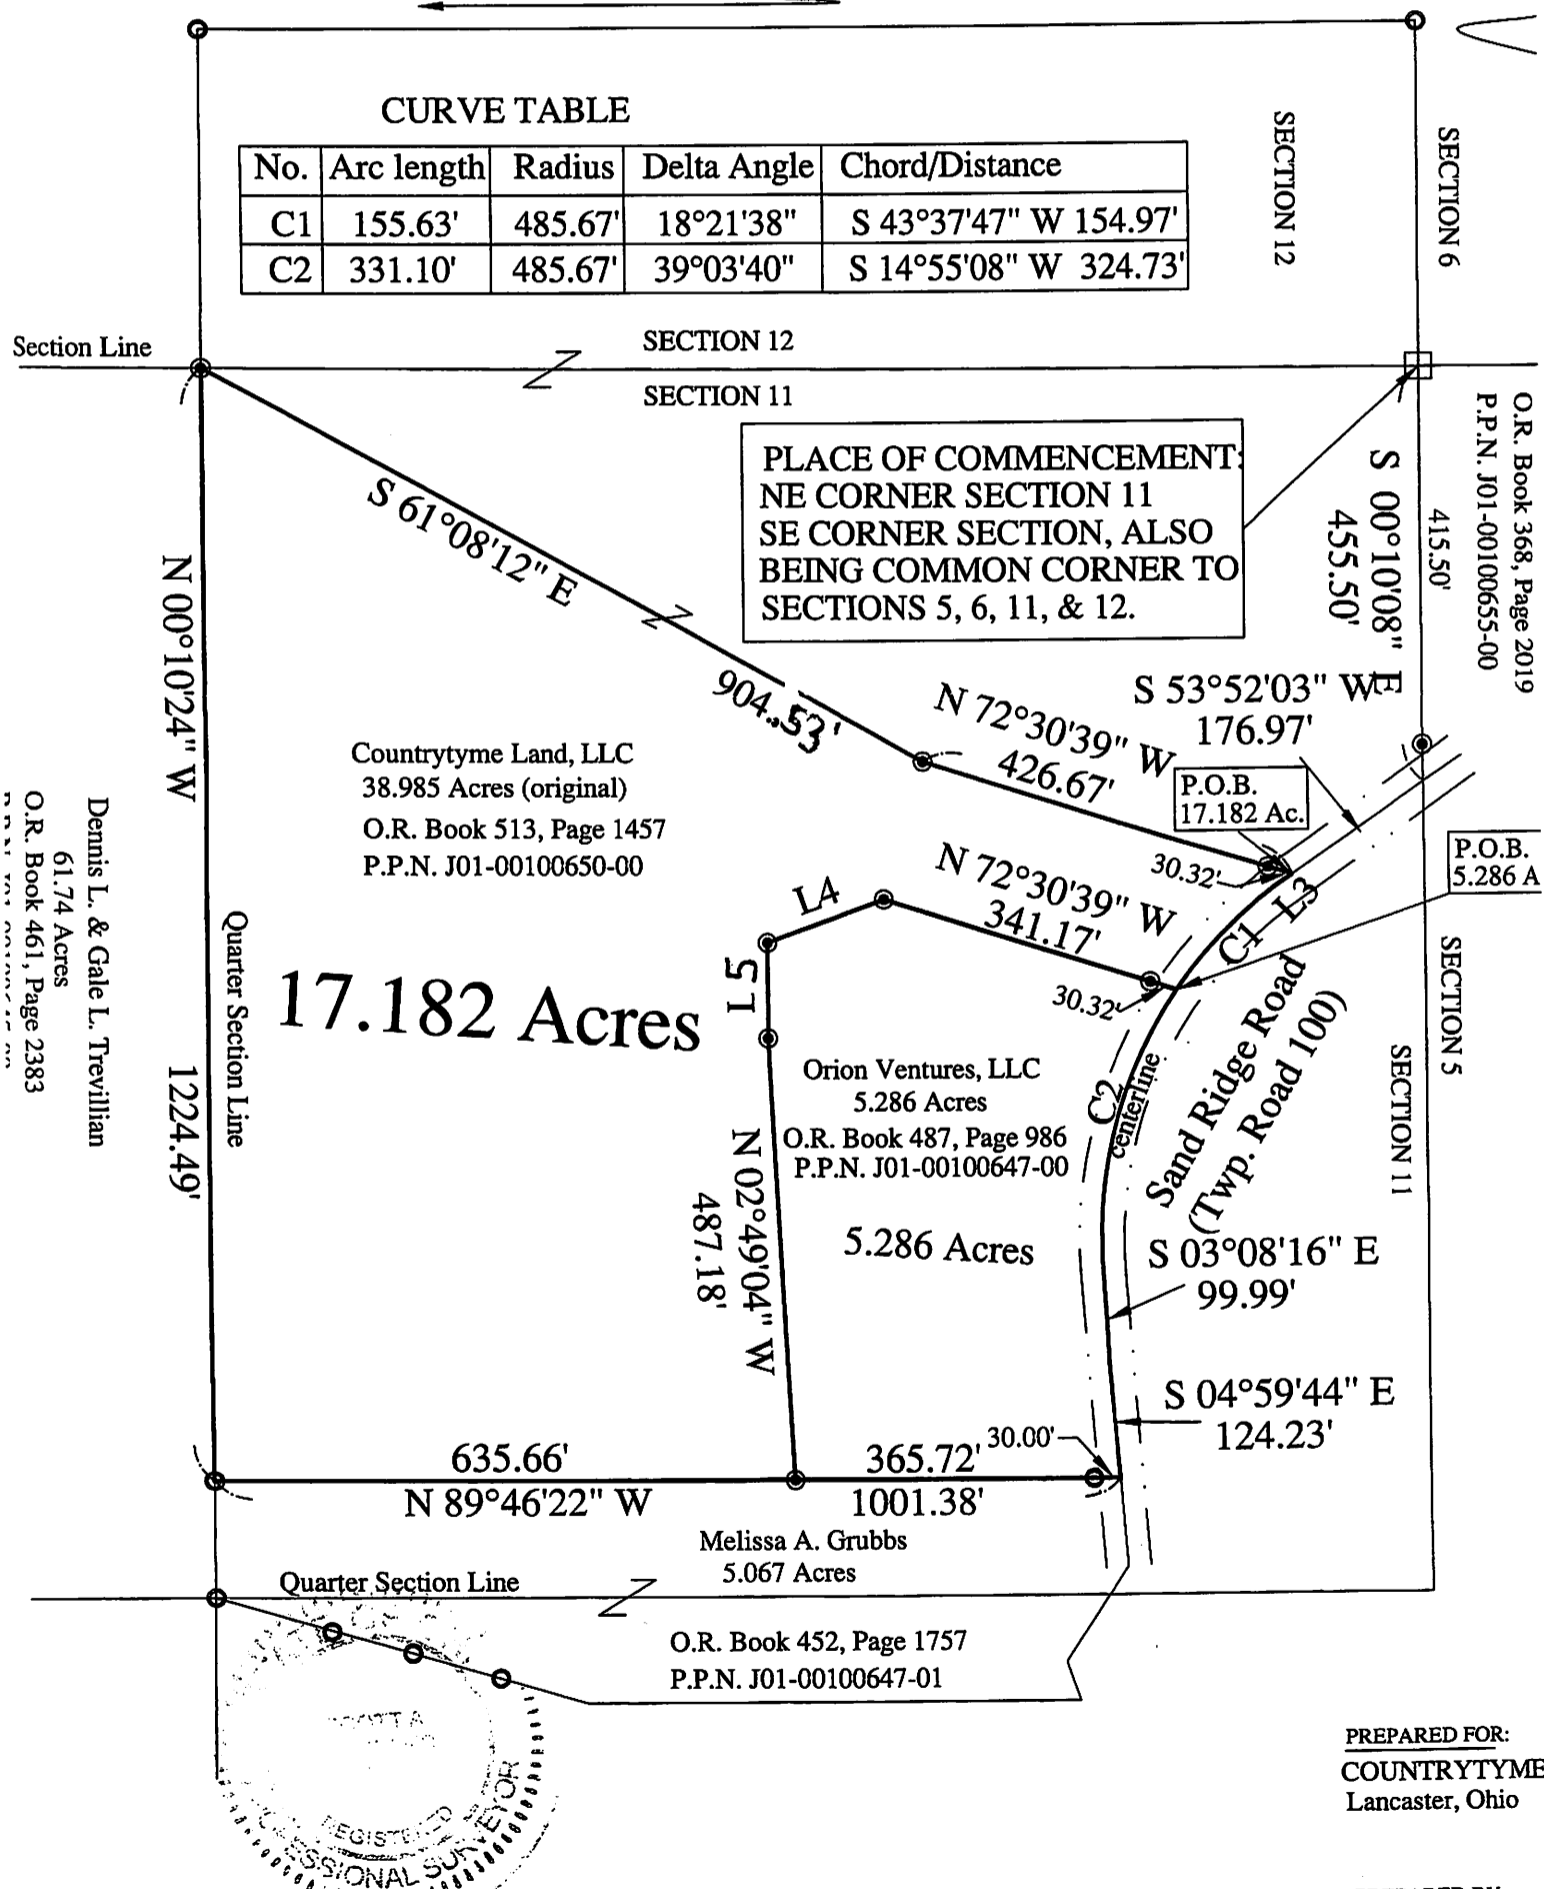 CURVE TABLE
No. Arc length Radius Delta Angle Chord/Distance
C1 155.63' 485.67' 18°21'38" S 43°37'47" W 154.97'
C2 331.10' 485.67' 39°03'40" S 14°55'08" W 324.73'
SECTION 12
SECTION 6
Section Line
SECTION 12
SECTION 11
PLACE OF COMMENCEMENT:
NE CORNER SECTION 11
SE CORNER SECTION, ALSO
BEING COMMON CORNER TO
SECTIONS 5, 6, 11, & 12.
S 00°10'08" E
455.50'
415.50'
O.R. Book 368, Page 2019
P.P.N. J01-00100655-00
S 61°08'12" E
904.53'
N 00°10'24" W
1224.49'
N 72°30'39" W
426.67'
S 53°52'03" W
176.97'
P.O.B.
17.182 Ac.
30.32'
Countrytyme Land, LLC
38.985 Acres (original)
O.R. Book 513, Page 1457
P.P.N. J01-00100650-00
Dennis L. & Gale L. Trevillian
61.74 Acres
O.R. Book 461, Page 2383
Quarter Section Line
17.182 Acres
L4
L5
N 72°30'39" W
341.17'
30.32'
C1
L3
P.O.B.
5.286 A
C2
centerline
Sand Ridge Road
(Twp. Road 100)
SECTION 5
SECTION 11
Orion Ventures, LLC
5.286 Acres
O.R. Book 487, Page 986
P.P.N. J01-00100647-00
5.286 Acres
N 02°49'04" W
487.18'
S 03°08'16" E
99.99'
S 04°59'44" E
124.23'
30.00'
635.66'
365.72'
N 89°46'22" W
1001.38'
Melissa A. Grubbs
5.067 Acres
Quarter Section Line
O.R. Book 452, Page 1757
P.P.N. J01-00100647-01
SURVEYOR
PREPARED FOR:
COUNTRYTYME
Lancaster, Ohio